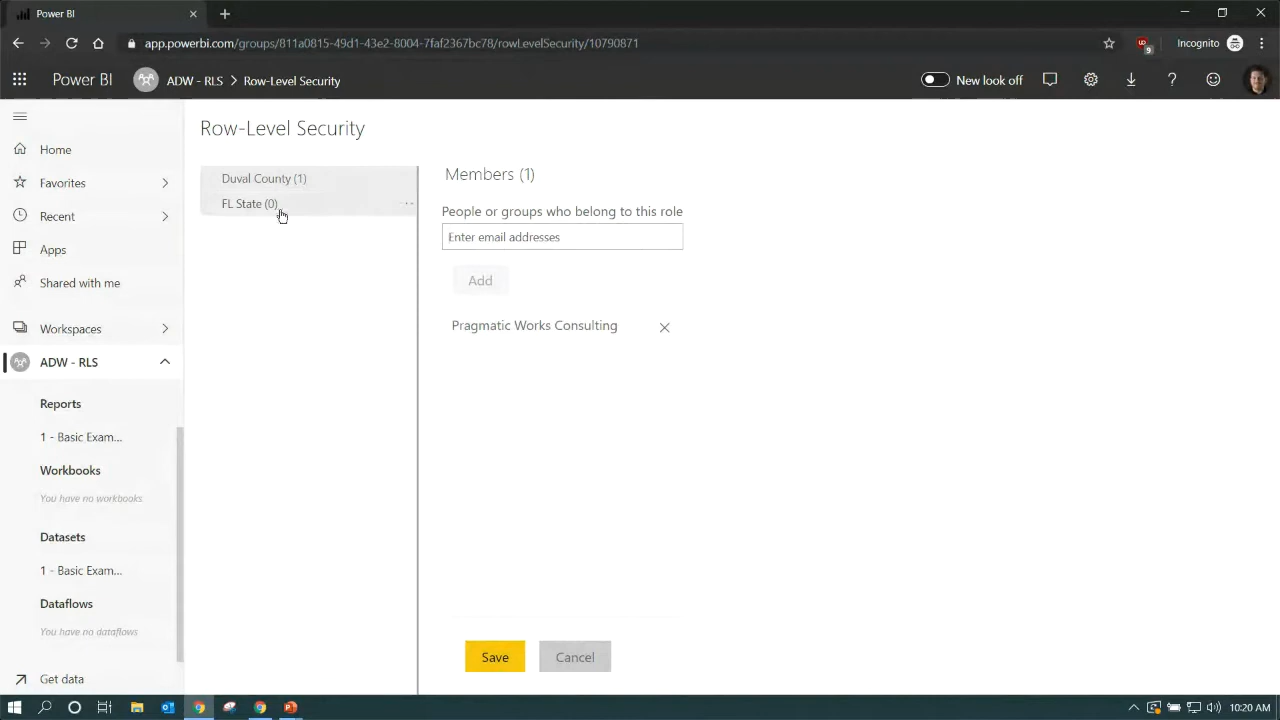 Power BI
app.powerbi.com/groups/811a0815-49d1-43e2-8004-7faf2367bc78/rowLevelSecurity/10790871
9
Incognito
Power BI
ADW - RLS > Row-Level Security
New look off
Row-Level Security
Home
Favorites
Recent
Apps
Shared with me
Workspaces
ADW - RLS
Reports
1 - Basic Exam...
Workbooks
You have no workbooks
Datasets
1 - Basic Exam...
Dataflows
You have no dataflows
Get data
Duval County (1)
FL State (0)
Members (1)
People or groups who belong to this role
Enter email addresses
Add
Pragmatic Works Consulting
Save
Cancel
10:20 AM